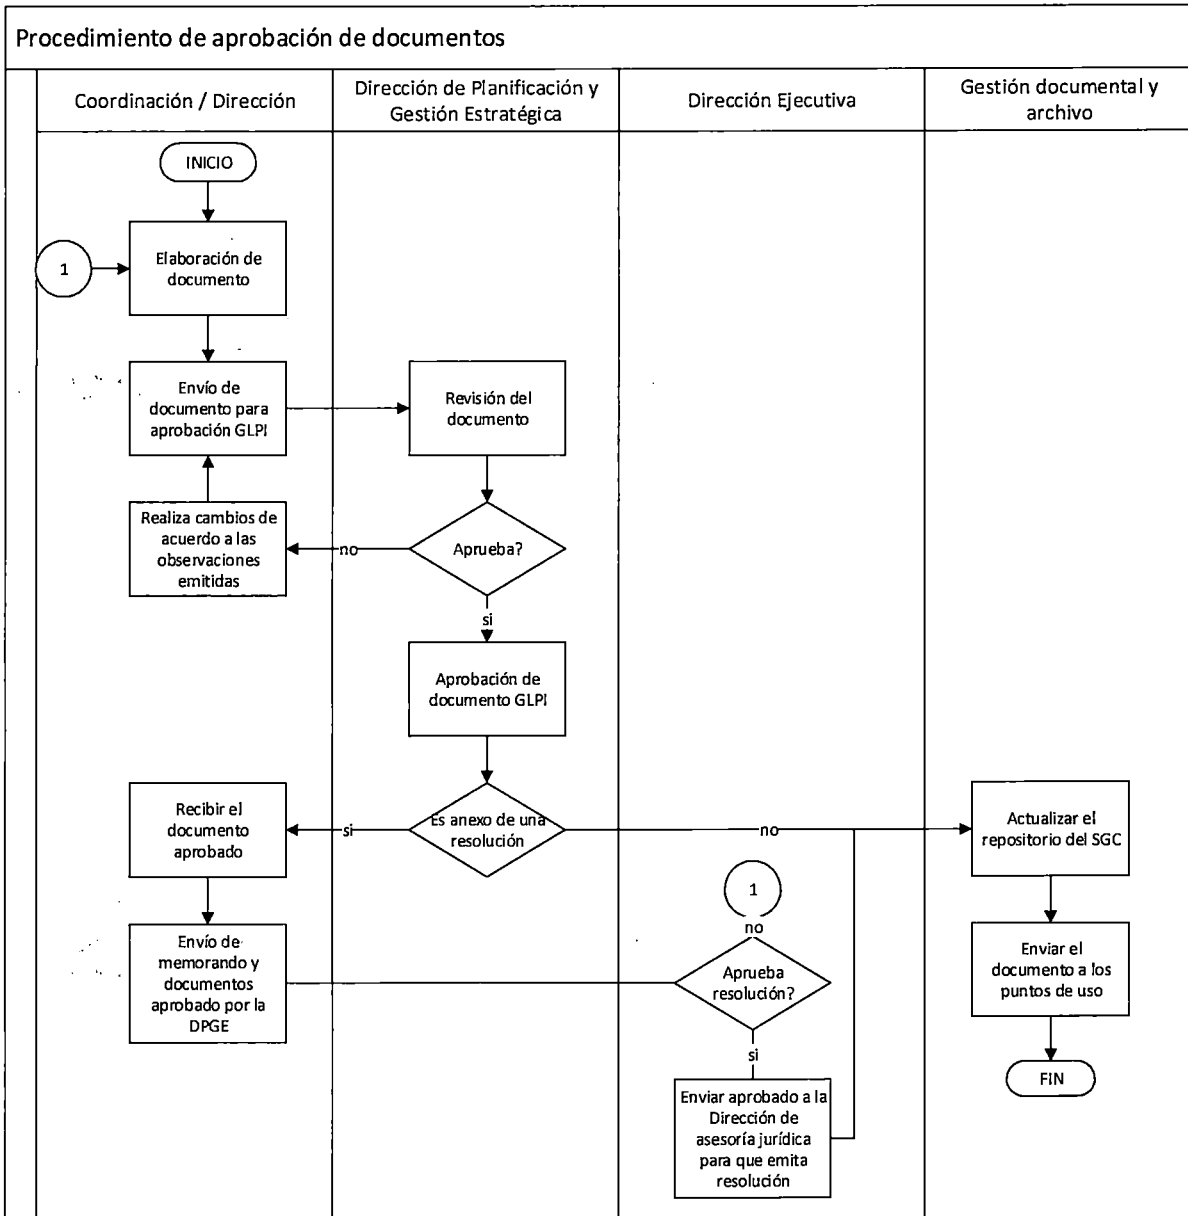 Procedimiento de aprobación de documentos
Coordinación / Dirección
Dirección de Planificación y
Gestión Estratégica
Dirección Ejecutiva
Gestión documental y
archivo
INICIO
1
Elaboración de
documento
Envío de
documento para
aprobación GLPI
Revisión del
documento
Realiza cambios de
acuerdo a las
observaciones
emitidas
no
Aprueba?
si
Aprobación de
documento GLPI
Recibir el
documento
aprobado
si
Es anexo de una
resolución
no
Actualizar el
repositorio del SGC
1
no
Envío de
memorando y
documentos
aprobado por la
DPGE
Aprueba
resolución?
Enviar el
documento a los
puntos de uso
si
FIN
Enviar aprobado a la
Dirección de
asesoría jurídica
para que emita
resolución